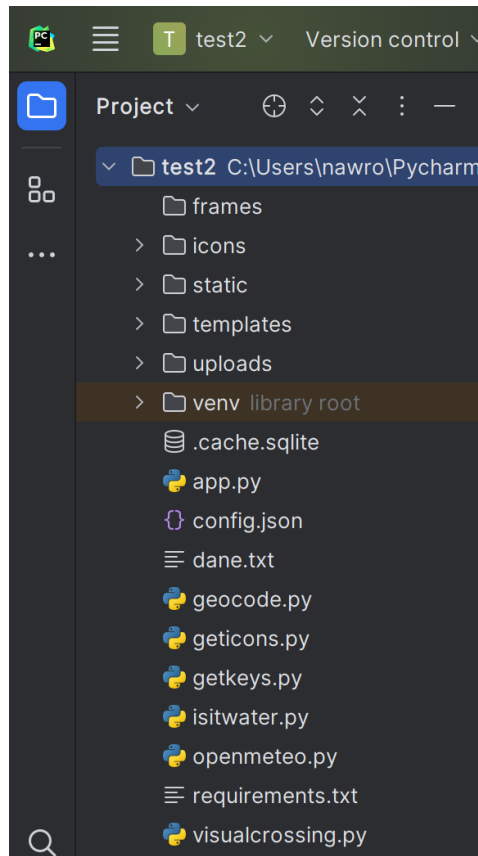 PC
T test2 Version control
Project
test2 C:\Users\nawro\Pycharm
frames
icons
static
templates
uploads
venv library root
.cache.sqlite
app.py
{} config.json
dane.txt
geocode.py
geticons.py
getkeys.py
isitwater.py
openmeteo.py
requirements.txt
visualcrossing.py